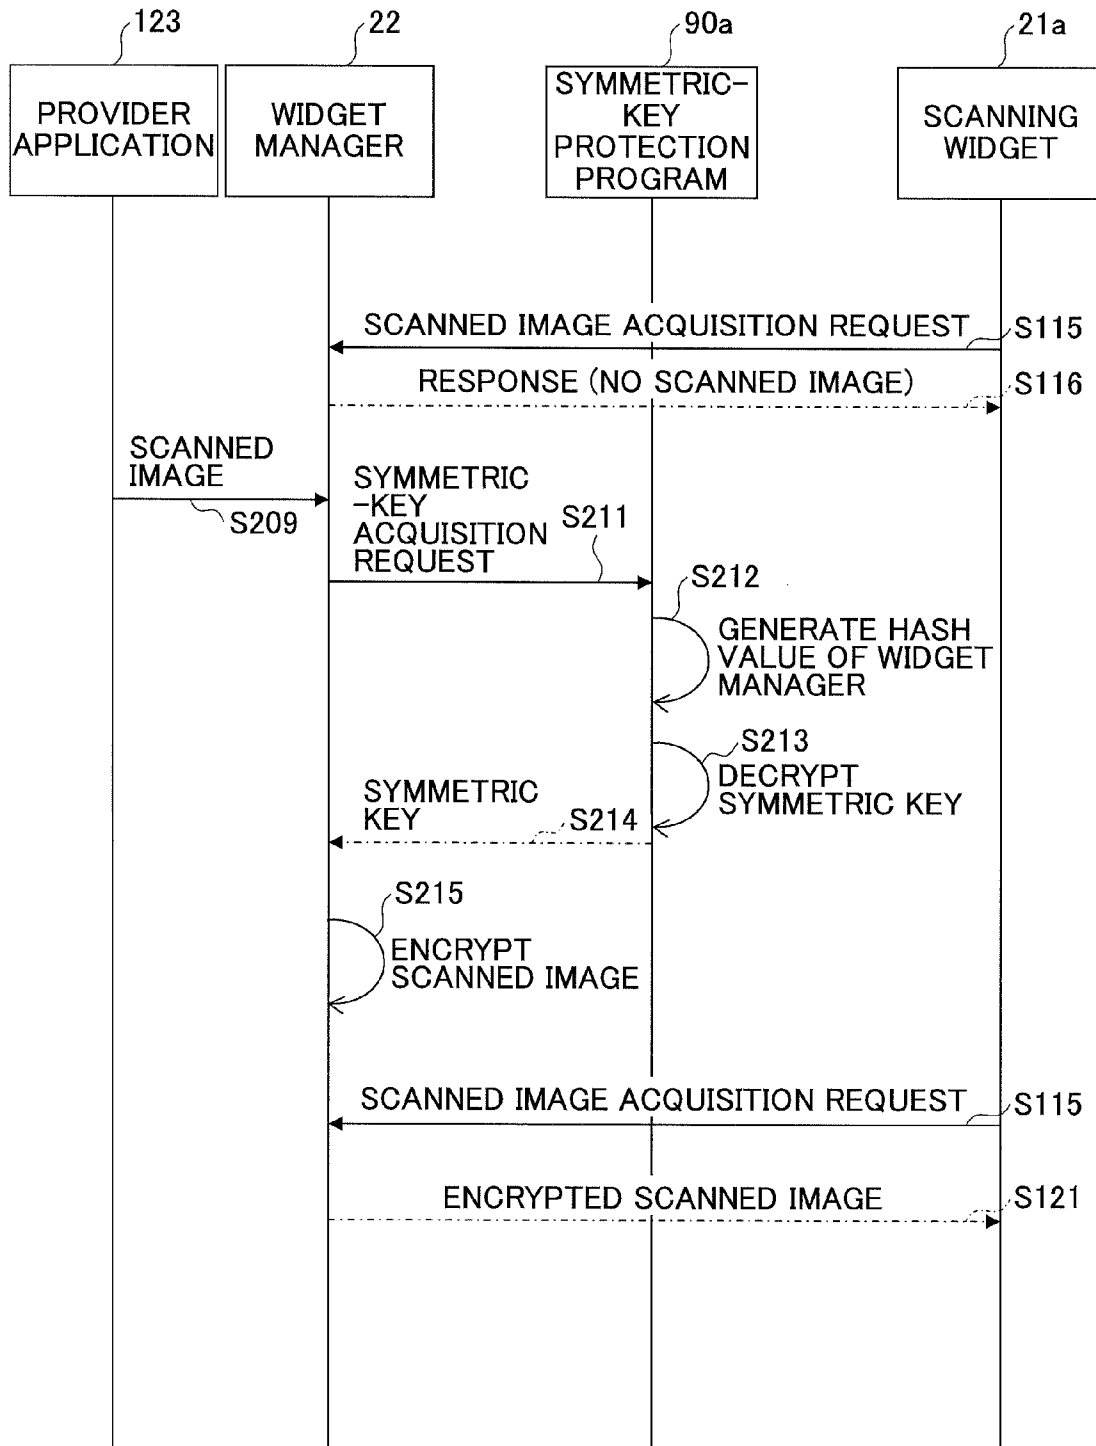 123
22
90a
21a
PROVIDER
APPLICATION
WIDGET
MANAGER
SYMMETRIC-
KEY
PROTECTION
PROGRAM
SCANNING
WIDGET
SCANNED IMAGE ACQUISITION REQUEST
S115
RESPONSE (NO SCANNED IMAGE)
S116
SCANNED
IMAGE
S209
SYMMETRIC
-KEY
ACQUISITION
REQUEST
S211
S212
GENERATE HASH
VALUE OF WIDGET
MANAGER
S213
DECRYPT
SYMMETRIC KEY
SYMMETRIC
KEY
S214
S215
ENCRYPT
SCANNED IMAGE
SCANNED IMAGE ACQUISITION REQUEST
S115
ENCRYPTED SCANNED IMAGE
S121